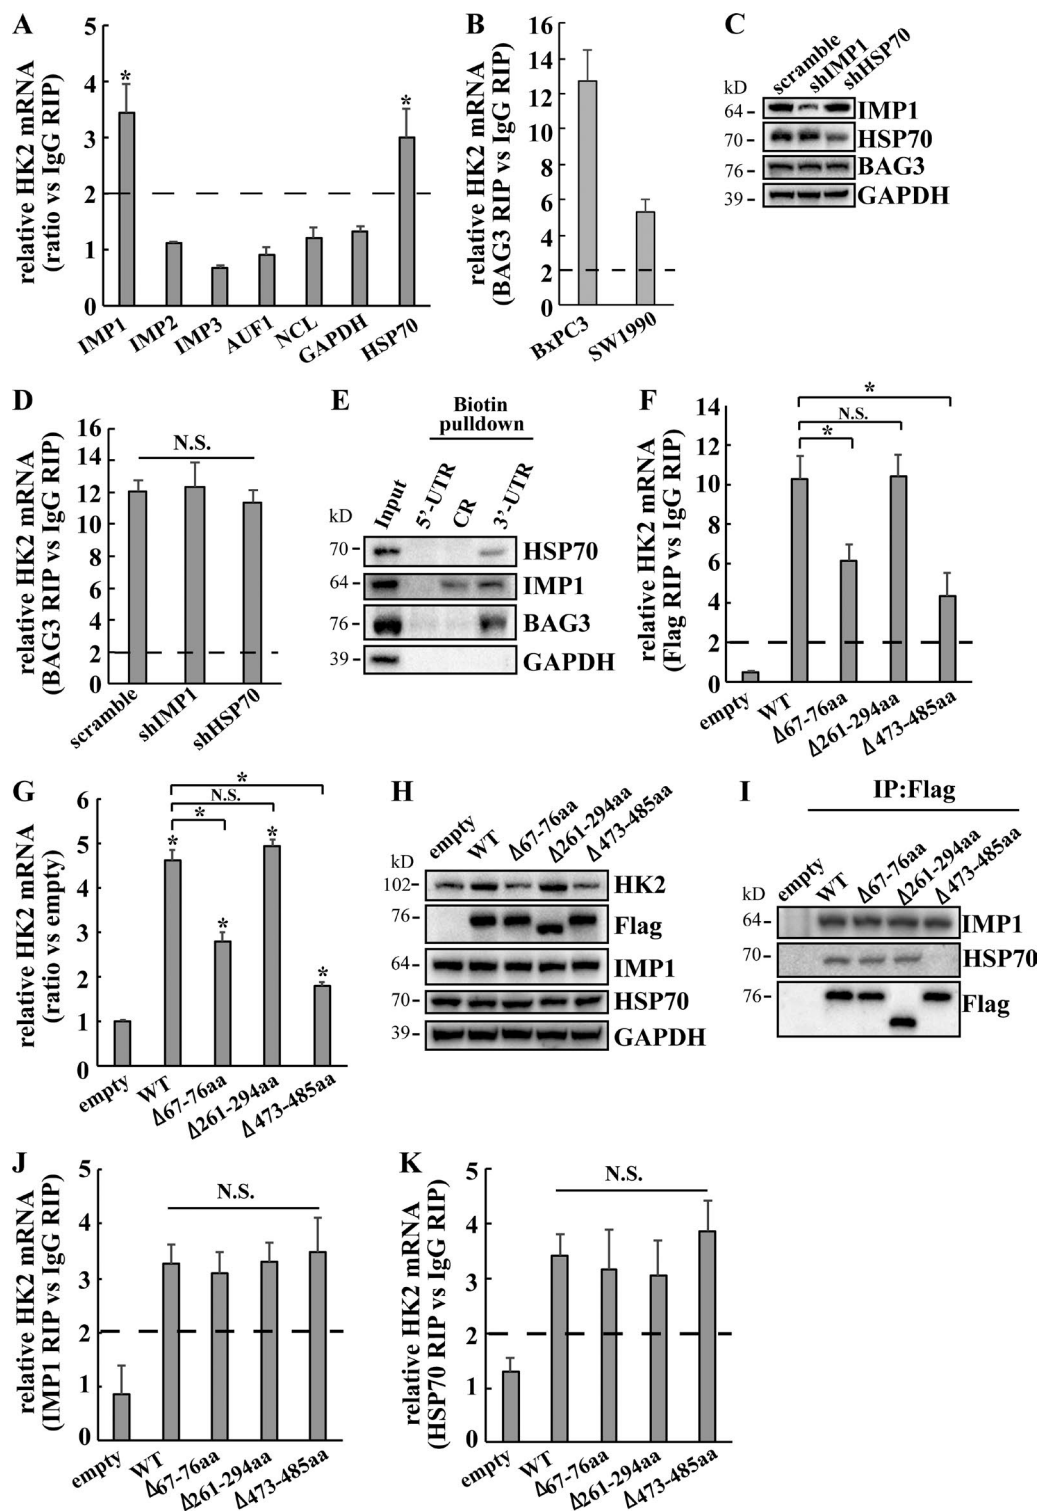 A
relative HK2 mRNA
(ratio vs IgG RIP)
5
4
3
2
1
0
*
*
IMP1
IMP2
IMP3
AUF1
NCL
GAPDH
HSP70
B
relative HK2 mRNA
(BAG3 RIP vs IgG RIP)
16
14
12
10
8
6
4
2
0
BxPC3
SW1990
C
scramble
shIMP1
shHSP70
kD
64
IMP1
70
HSP70
76
BAG3
39
GAPDH
D
relative HK2 mRNA
(BAG3 RIP vs IgG RIP)
16
14
12
10
8
6
4
2
0
N.S.
scramble
shIMP1
shHSP70
E
Biotin
pulldown
kD
Input
5'-UTR
CR
3'-UTR
70
HSP70
64
IMP1
76
BAG3
39
GAPDH
F
relative HK2 mRNA
(Flag RIP vs IgG RIP)
14
12
10
8
6
4
2
0
*
N.S.
*
empty
WT
Δ67-76aa
Δ261-294aa
Δ473-485aa
G
relative HK2 mRNA
(ratio vs empty)
6
5
4
3
2
1
0
*
N.S.
*
*
*
*
*
empty
WT
Δ67-76aa
Δ261-294aa
Δ473-485aa
H
kD
empty
WT
Δ67-76aa
Δ261-294aa
Δ473-485aa
102
HK2
76
Flag
64
IMP1
70
HSP70
39
GAPDH
I
IP:Flag
kD
empty
WT
Δ67-76aa
Δ261-294aa
Δ473-485aa
64
IMP1
70
HSP70
76
Flag
J
relative HK2 mRNA
(IMP1 RIP vs IgG RIP)
5
4
3
2
1
0
N.S.
empty
WT
Δ67-76aa
Δ261-294aa
Δ473-485aa
K
relative HK2 mRNA
(HSP70 RIP vs IgG RIP)
5
4
3
2
1
0
N.S.
empty
WT
Δ67-76aa
Δ261-294aa
Δ473-485aa